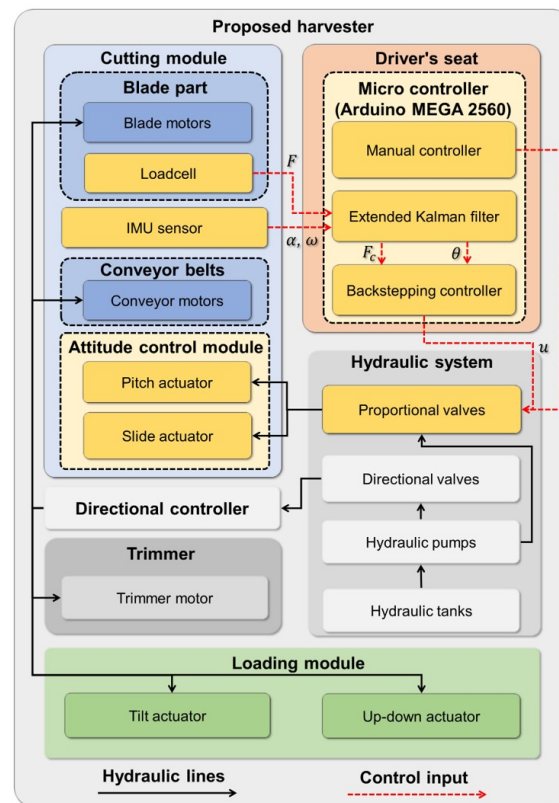 Proposed harvester
Cutting module
Blade part
Blade motors
Loadcell
IMU sensor
Conveyor belts
Conveyor motors
Attitude control module
Pitch actuator
Slide actuator
Driver's seat
Micro controller
(Arduino MEGA 2560)
Manual controller
Extended Kalman filter
Backstepping controller
F
α, ω
F_c
θ
u
Hydraulic system
Proportional valves
Directional valves
Hydraulic pumps
Hydraulic tanks
Directional controller
Trimmer
Trimmer motor
Loading module
Tilt actuator
Up-down actuator
Hydraulic lines
Control input